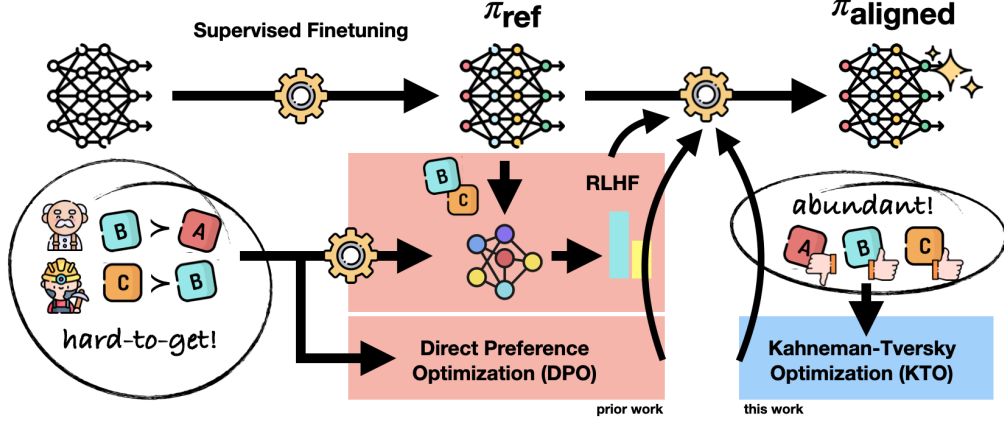 Supervised Finetuning
πref
πaligned
B
C
RLHF
B ≻ A
C ≻ B
hard-to-get!
abundant!
A
B
C
Direct Preference
Optimization (DPO)
Kahneman-Tversky
Optimization (KTO)
prior work
this work